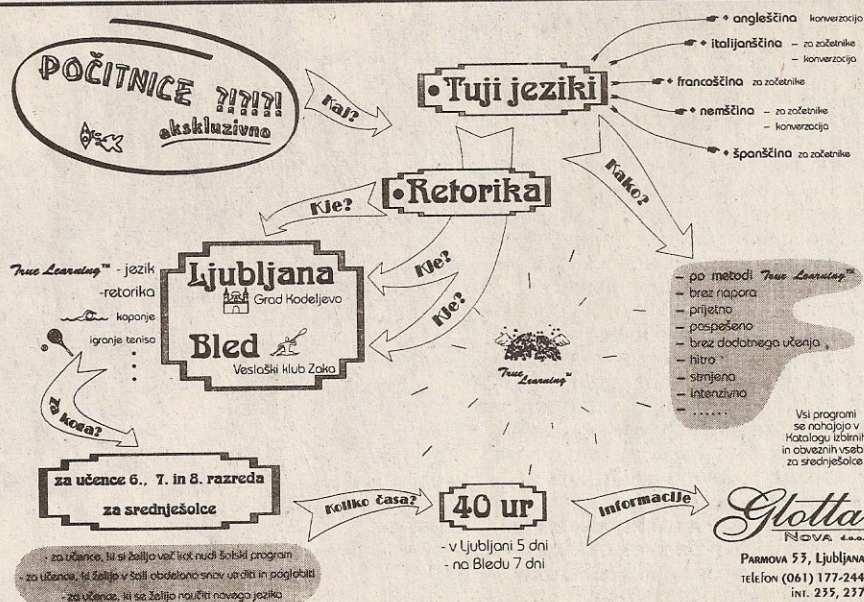 POČITNICE ?!?!?!
ekskluzivno
Kaj?
• Tuji jeziki
• angleščina konverzacija
• italijanščina – za začetnike
– konverzacija
• francoščina za začetnike
• nemščina – za začetnike
– konverzacija
• španščina za začetnike
• Retorika
Kako?
Kje?
Kje?
Kje?
True Learning™ - jezik
-retorika
kopanje
igranje tenisa
Ljubljana
Grad Kodeljevo
Bled
Veslaški klub Zaka
– po metodi True Learning™
– brez napora
– prijetno
– pospešeno
– brez dodatnega učenja
– hitro
– strnjeno
– intenzivno
– ......
True Learning™
Vsi programi
se nahajajo v
Katalogu izbirnih
in obveznih vseb
za srednješolce
Za koga?
za učence 6., 7. in 8. razreda
za srednješolce
Koliko časa?
40 ur
- v Ljubljani 5 dni
- na Bledu 7 dni
Informacije
Glotta
NOVA d.o.o.
PARMOVA 53, Ljubljana
TELEFON (061) 177-244
INT. 235, 237
- za učence, ki si želijo več kot nudi šolski program
- za učence, ki želijo v šoli obdelano snov utrditi in poglobiti
- za učence, ki se želijo naučiti novega jezika